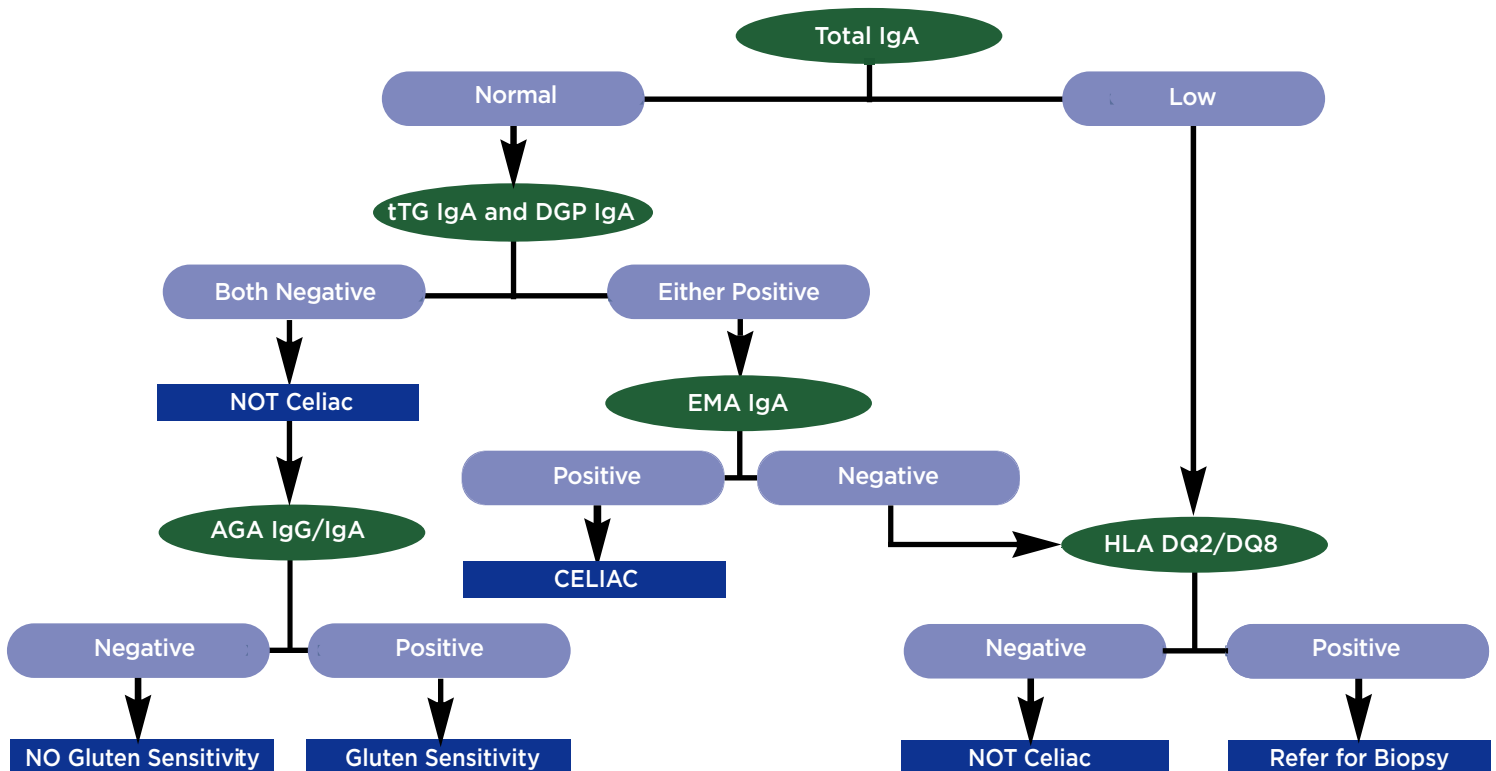 Total IgA
Normal
Low
tTG IgA and DGP IgA
Both Negative
Either Positive
NOT Celiac
EMA IgA
Positive
Negative
AGA IgG/IgA
HLA DQ2/DQ8
CELIAC
Negative
Positive
Negative
Positive
NO Gluten Sensitivity
Gluten Sensitivity
NOT Celiac
Refer for Biopsy